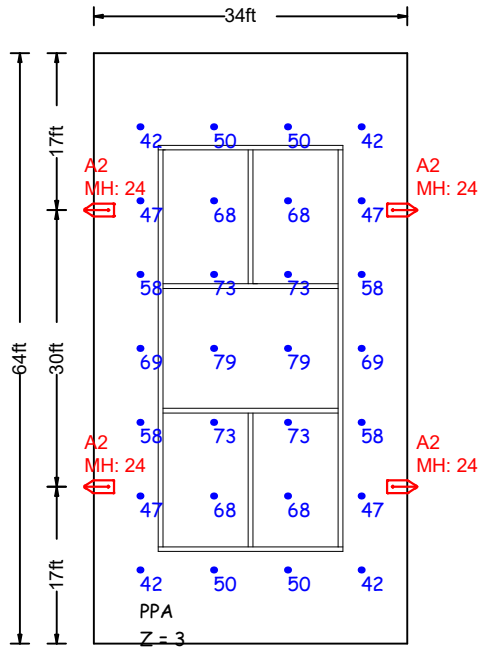 34ft
17ft
64ft
30ft
17ft
42 50 50 42
A2
MH: 24
A2
MH: 24
47 68 68 47
58 73 73 58
69 79 79 69
58 73 73 58
A2
MH: 24
A2
MH: 24
47 68 68 47
42 50 50 42
PPA
Z = 3